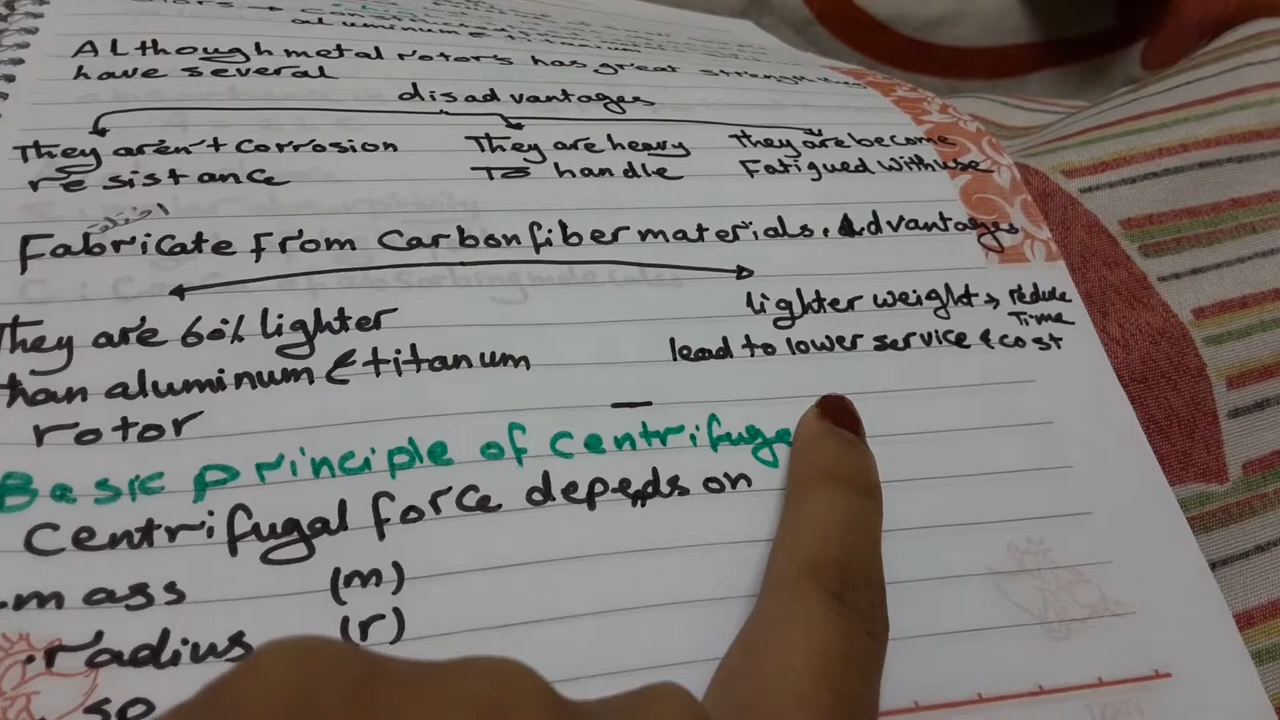 aluminum & titanium
Although metal rotors has great strength
have several
disadvantages
They aren't corrosion
resistance
They are heavy
To handle
They are become
Fatigued with use
Fabricate from carbon fiber materials. Advantages
They are 60% lighter
than aluminum & titanum
rotor
lighter weight → reduce
Time
lead to lower service & cost
Basic principle of centrifuge
Centrifugal force depends on
.mass (m)
.radius (r)
so